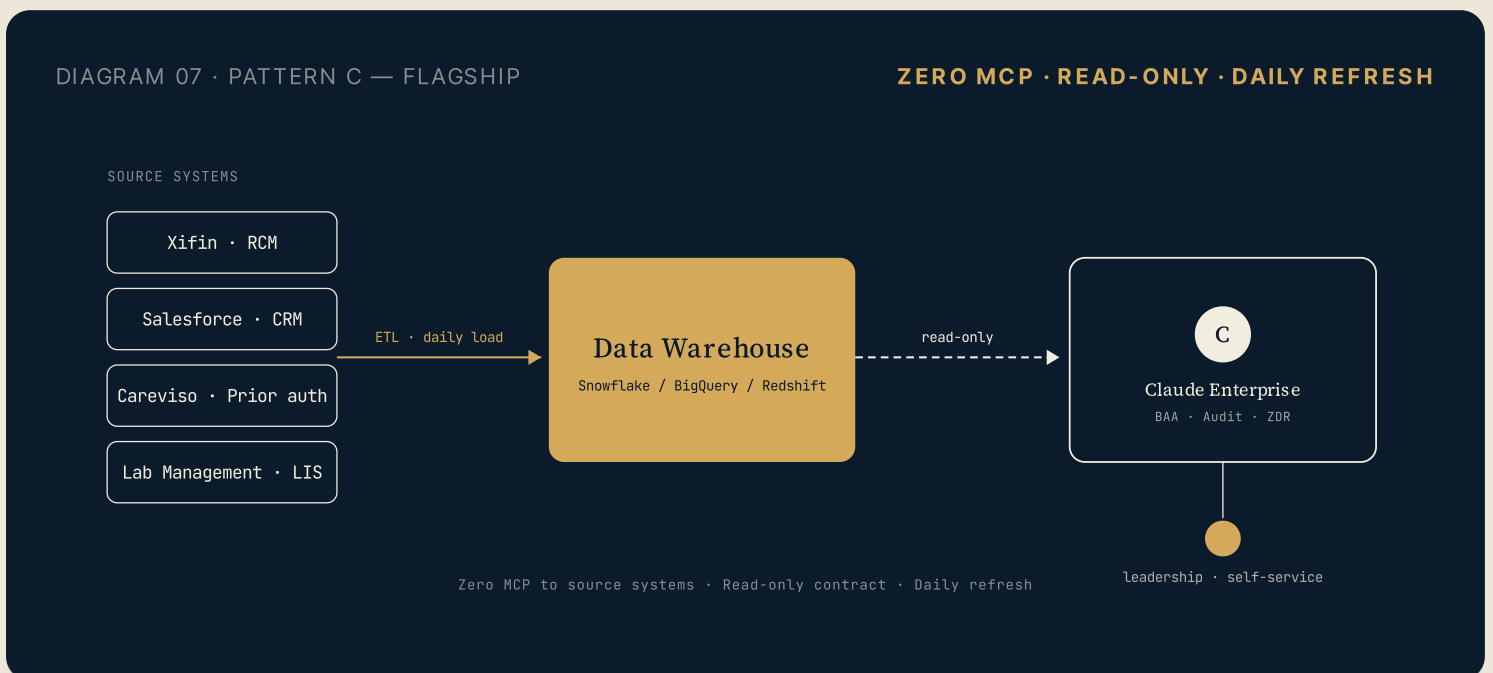 DIAGRAM 07 · PATTERN C — FLAGSHIP
ZERO MCP · READ-ONLY · DAILY REFRESH
SOURCE SYSTEMS
Xifin · RCM
Salesforce · CRM
Careviso · Prior auth
Lab Management · LIS
ETL · daily load
Data Warehouse
Snowflake / BigQuery / Redshift
read-only
C
Claude Enterprise
BAA · Audit · ZDR
leadership · self-service
Zero MCP to source systems · Read-only contract · Daily refresh